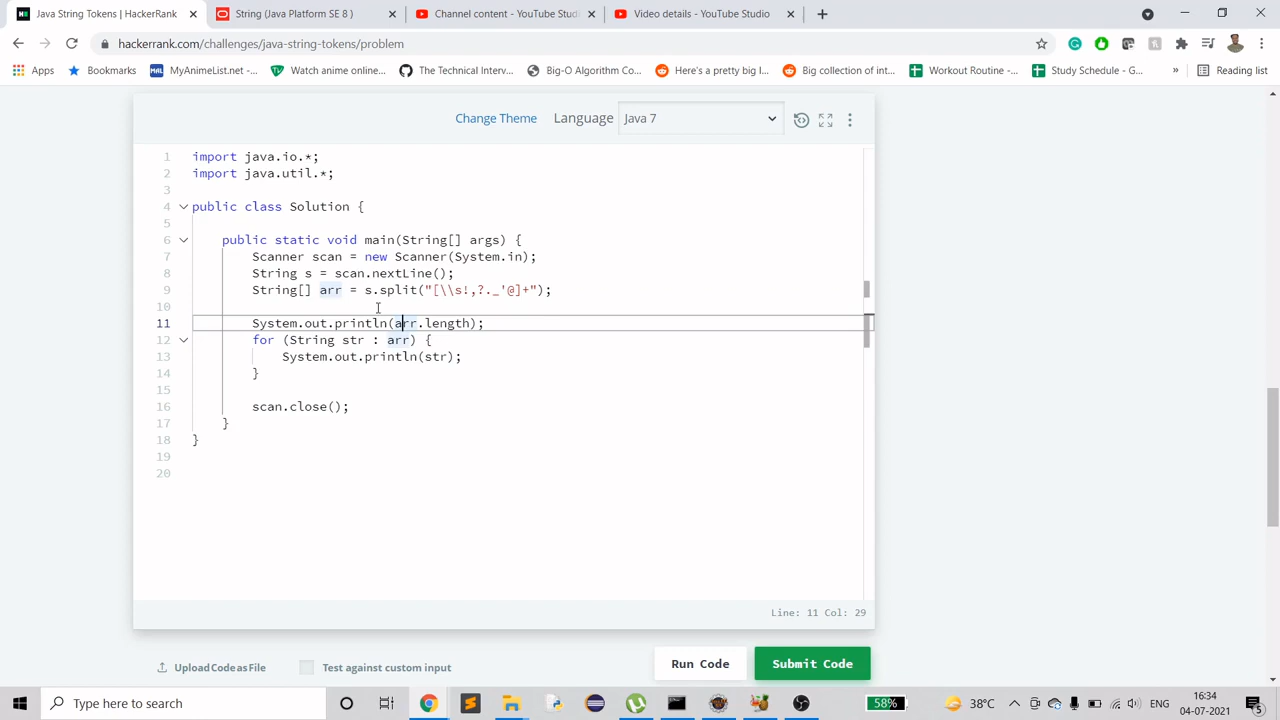 Java String Tokens | HackerRank
String (Java Platform SE 8 )
Channel content - YouTube Stud
Video details - YouTube Studio
hackerrank.com/challenges/java-string-tokens/problem
Apps
Bookmarks
MyAnimeList.net -...
Watch anime online...
The Technical Interv...
Big-O Algorithm Co...
Here's a pretty big l...
Big collection of int...
Workout Routine -...
Study Schedule - G...
»
Reading list
Change Theme
Language
Java 7
1 import java.io.*;
2 import java.util.*;
3
4 public class Solution {
5
6 public static void main(String[] args) {
7 Scanner scan = new Scanner(System.in);
8 String s = scan.nextLine();
9 String[] arr = s.split("[\\s!,?._'@]+");
10
11 System.out.println(arr.length);
12 for (String str : arr) {
13 System.out.println(str);
14 }
15
16 scan.close();
17 }
18 }
19
20
Line: 11 Col: 29
Upload Code as File
Test against custom input
Run Code
Submit Code
Type here to search
58%
38°C
ENG
16:34
04-07-2021
5